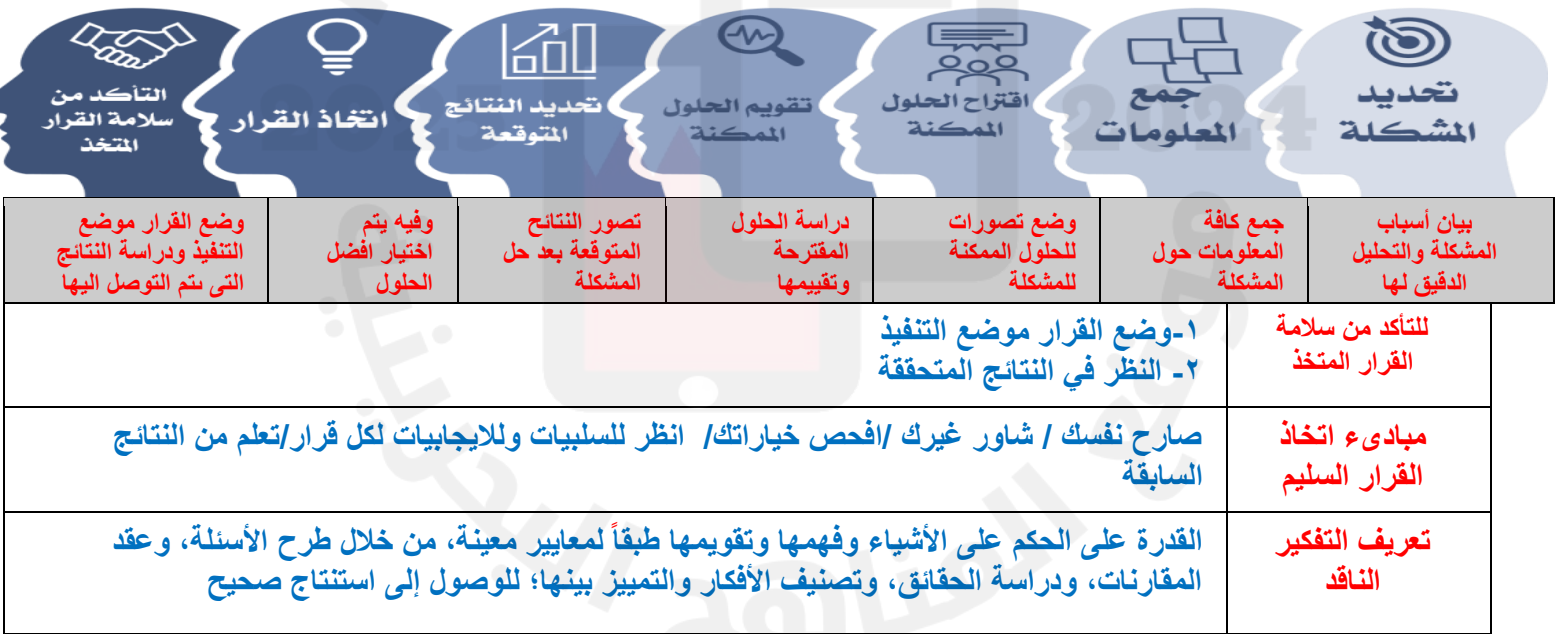 تحديد
المشكلة
جمع
المعلومات
اقتراح الحلول
الممكنة
تقويم الحلول
الممكنة
تحديد النتائج
المتوقعة
اتخاذ القرار
التأكد من
سلامة القرار
المتخذ
بيان أسباب
المشكلة والتحليل
الدقيق لها
جمع كافة
المعلومات حول
المشكلة
وضع تصورات
للحلول الممكنة
للمشكلة
دراسة الحلول
المقترحة
وتقييمها
تصور النتائج
المتوقعة بعد حل
المشكلة
وفيه يتم
اختيار افضل
الحلول
وضع القرار موضع
التنفيذ ودراسة النتائج
التى يتم التوصل اليها
للتأكد من سلامة
القرار المتخذ
١-وضع القرار موضع التنفيذ
٢- النظر في النتائج المتحققة
مبادىء اتخاذ
القرار السليم
صارح نفسك / شاور غيرك /افحص خياراتك/ انظر للسلبيات وللايجابيات لكل قرار/تعلم من النتائج
السابقة
تعريف التفكير
الناقد
القدرة على الحكم على الأشياء وفهمها وتقويمها طبقاً لمعايير معينة، من خلال طرح الأسئلة، وعقد
المقارنات، ودراسة الحقائق، وتصنيف الأفكار والتمييز بينها؛ للوصول إلى استنتاج صحيح
2024
2025